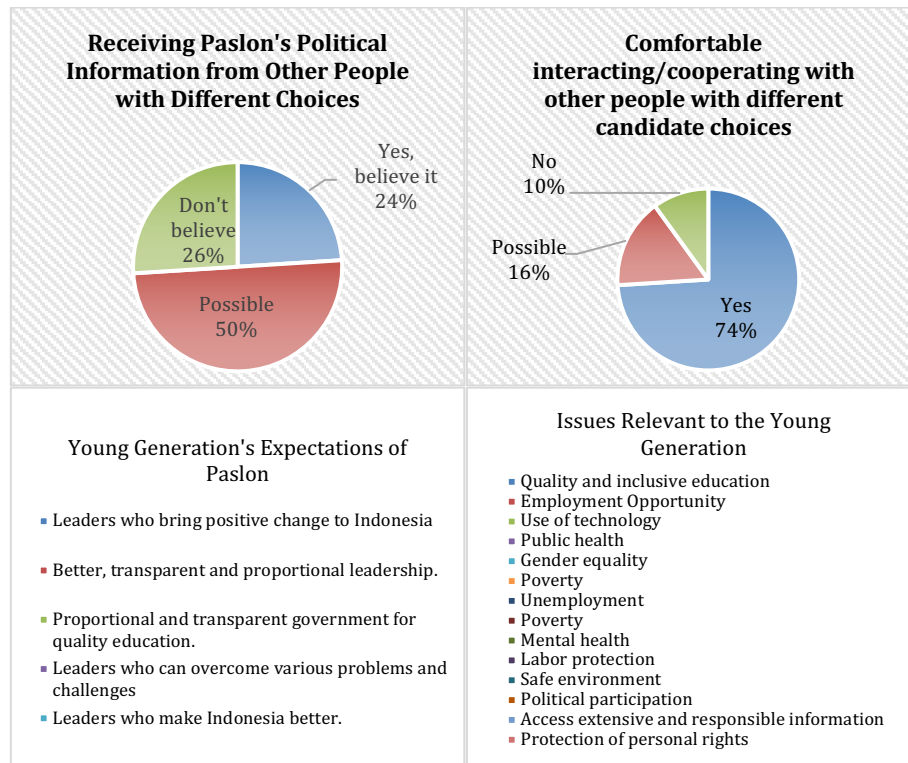 Receiving Paslon's Political
Information from Other People
with Different Choices
Yes,
believe it
24%
Don't
believe
26%
Possible
50%
Comfortable
interacting/cooperating with
other people with different
candidate choices
No
10%
Possible
16%
Yes
74%
Young Generation's Expectations of
Paslon
Leaders who bring positive change to Indonesia
Better, transparent and proportional leadership.
Proportional and transparent government for
quality education.
Leaders who can overcome various problems and
challenges
Leaders who make Indonesia better.
Issues Relevant to the Young
Generation
Quality and inclusive education
Employment Opportunity
Use of technology
Public health
Gender equality
Poverty
Unemployment
Poverty
Mental health
Labor protection
Safe environment
Political participation
Access extensive and responsible information
Protection of personal rights